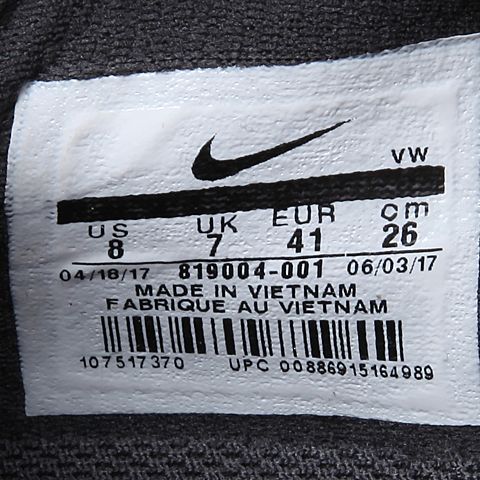 VW
US UK EUR cm
8 7 41 26
04/18/17 819004-001 06/03/17
MADE IN VIETNAM
FABRIQUE AU VIETNAM
107517370 UPC 00886915164989